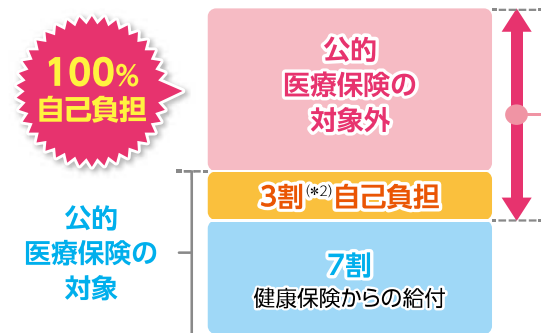 100%
自己負担
公的
医療保険の
対象外
3割(*2)自己負担
公的
医療保険の
対象
7割
健康保険からの給付